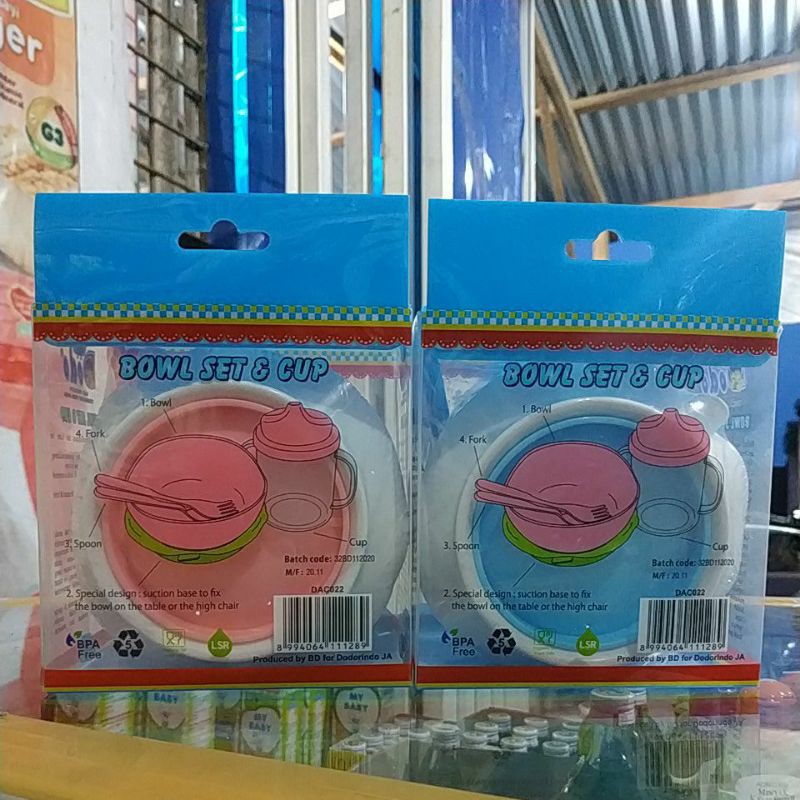 G3
BOWL SET & CUP
1. Bowl
4. Fork
3. Spoon
Cup
Batch code: 32BD112020
M/F : 20.11
2. Special design : suction base to fix
the bowl on the table or the high chair
DAC022
BPA
Free
5
LSR
8 994064 111289
Produced by BD for Dodorindo JA
BOWL SET & CUP
1. Bowl
4. Fork
3. Spoon
Cup
Batch code: 32BD112020
M/F : 20.11
2. Special design : suction base to fix
the bowl on the table or the high chair
DAC022
BPA
Free
5
LSR
8 994064 111289
Produced by BD for Dodorindo JA
MY
BABY
MY
BABY